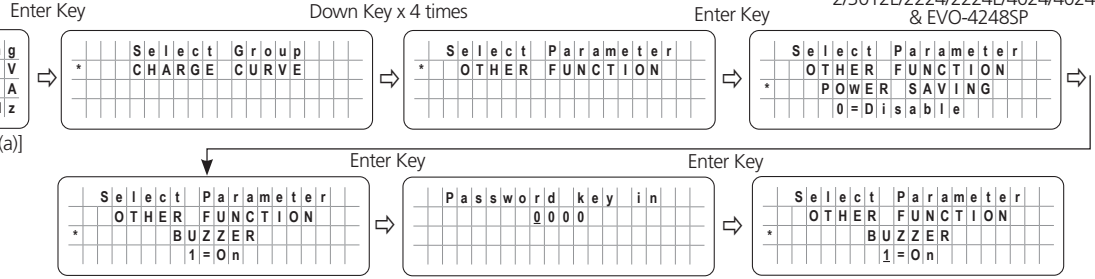 Enter Key
Down Key x 4 times
Enter Key
& EVO-4248SP
g
V
A
z
(a)]
Select Group
* CHARGE CURVE
Select Parameter
* OTHER FUNCTION
Select Parameter
OTHER FUNCTION
* POWER SAVING
0=Disable
Enter Key
Enter Key
Select Parameter
OTHER FUNCTION
* BUZZER
1=On
Password key in
0000
Select Parameter
OTHER FUNCTION
* BUZZER
1=On